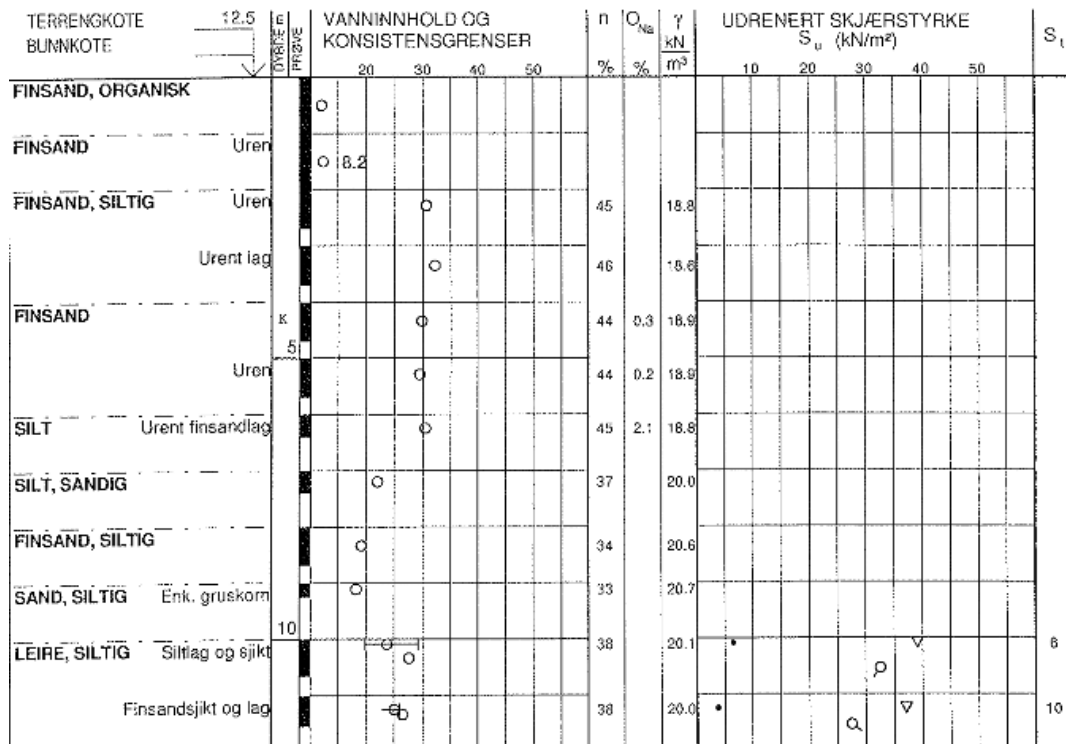 TERRENGKOTE 12.5
BUNNKOTE
DYBDE m
PRØVE
VANNINNHOLD OG
KONSISTENSGRENSER
20 30 40 50
n
%
O Na
%
γ
kN
m³
UDRENERT SKJÆRSTYRKE
S u (kN/m²)
10 20 30 40 50
S t
FINSAND, ORGANISK
FINSAND Uren 8.2
FINSAND, SILTIG Uren 45 18.8
Urent lag 46 18.6
FINSAND K 44 0.3 18.9
5
Uren 44 0.2 18.9
SILT Urent finsandlag 45 2.1 18.8
SILT, SANDIG 37 20.0
FINSAND, SILTIG 34 20.6
SAND, SILTIG Enk. gruskorn 33 20.7
10
LEIRE, SILTIG Siltlag og sjikt 38 20.1 6
Finsandsjikt og lag 38 20.0 10